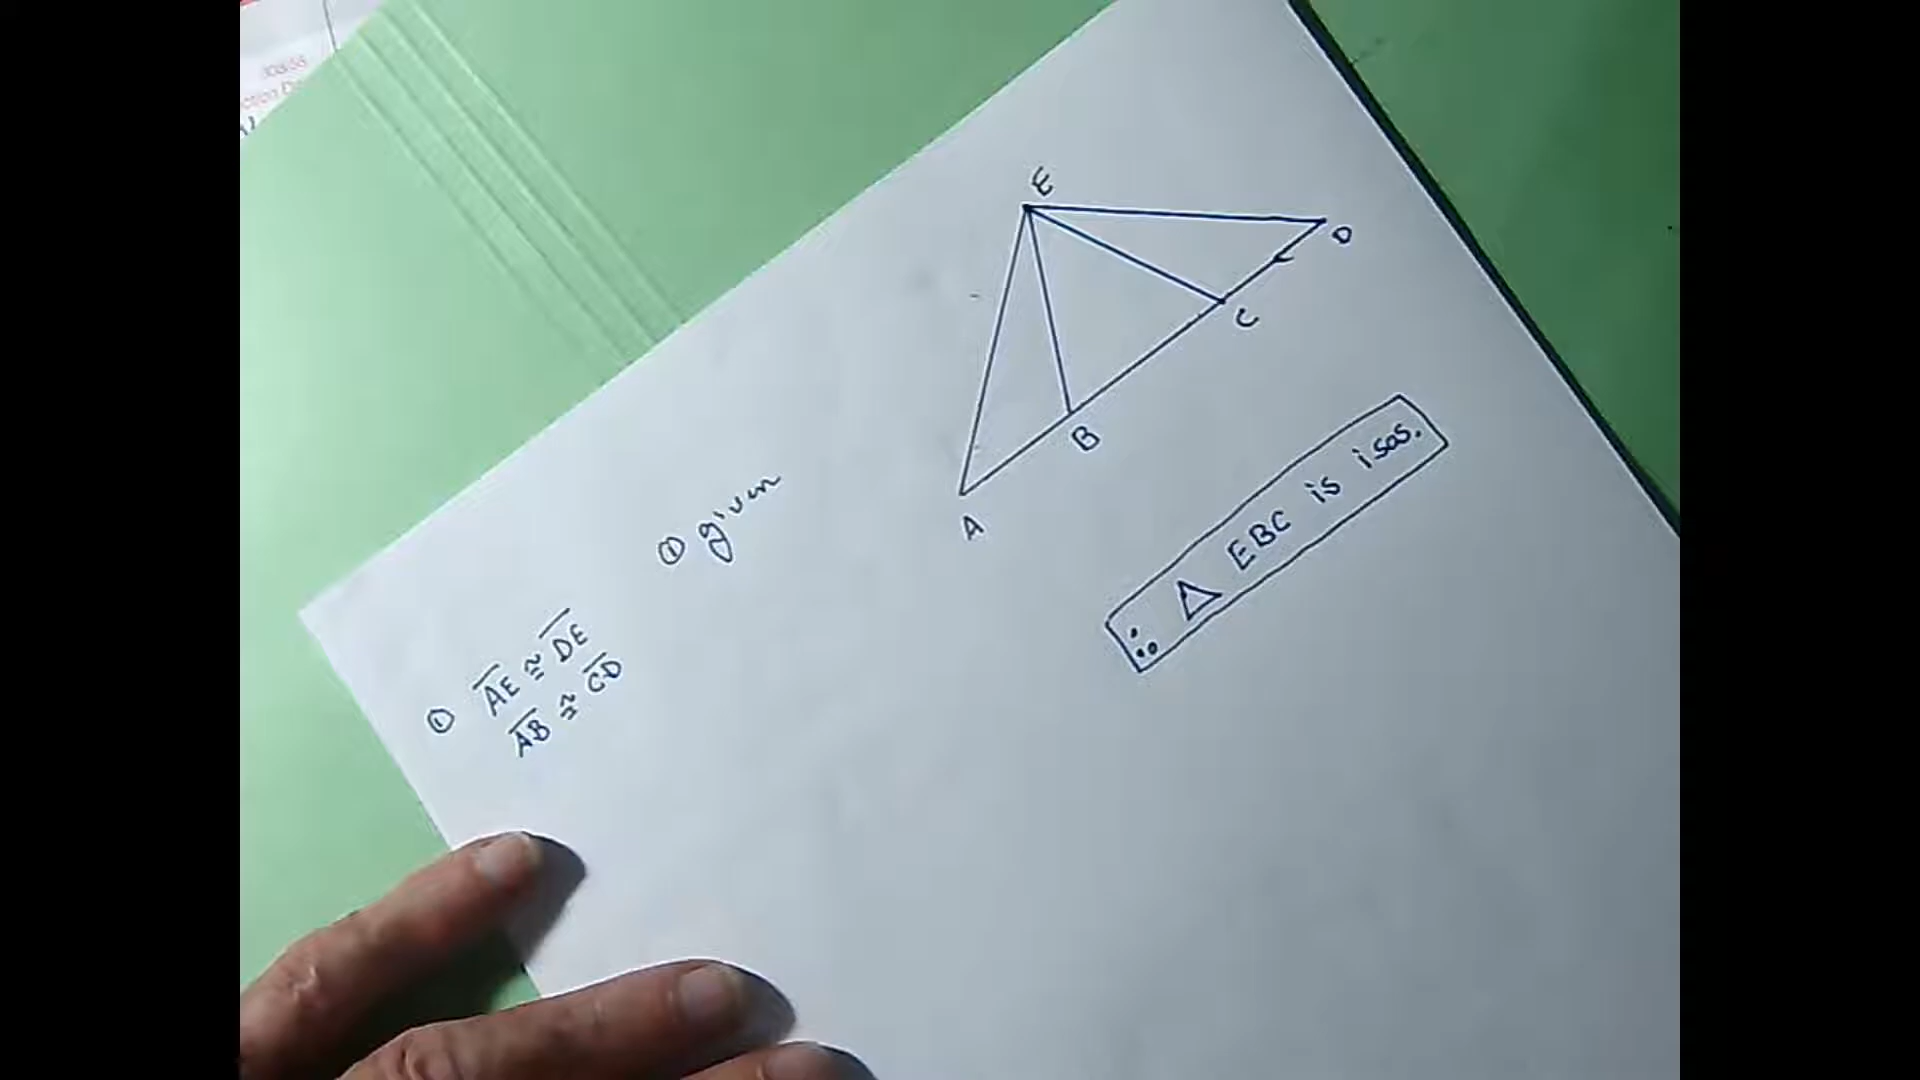 ① AE ≅ DE
AB ≅ CD
① given
E
D
C
B
A
∴ △ EBC is isos.